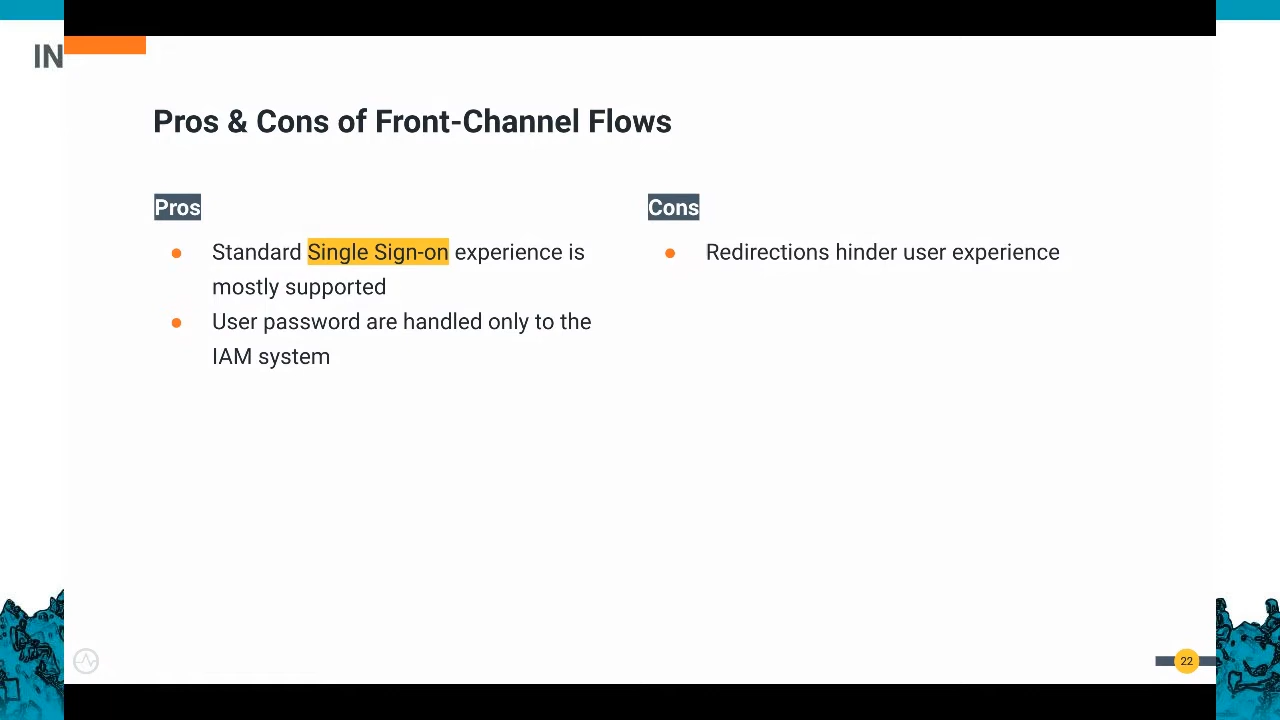 IN
Pros & Cons of Front-Channel Flows
Pros
Standard Single Sign-on experience is
mostly supported
User password are handled only to the
IAM system
Cons
Redirections hinder user experience
22